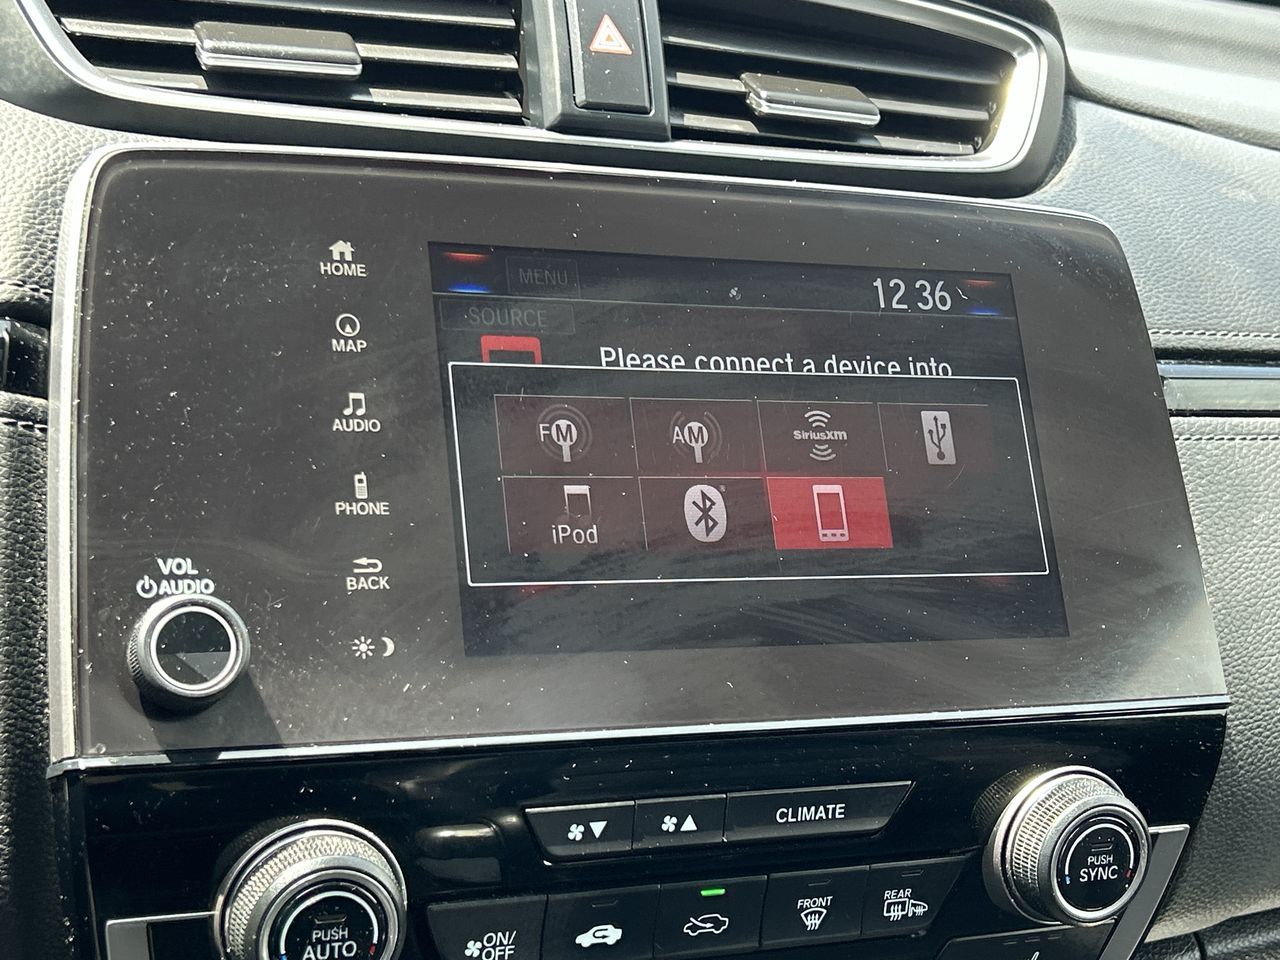 HOME
MENU
12 36
MAP
SOURCE
Please connect a device into
AUDIO
FM
AM
SiriusXM
PHONE
iPod
BACK
VOL
AUDIO
CLIMATE
PUSH
AUTO
ON/
OFF
FRONT
REAR
PUSH
SYNC